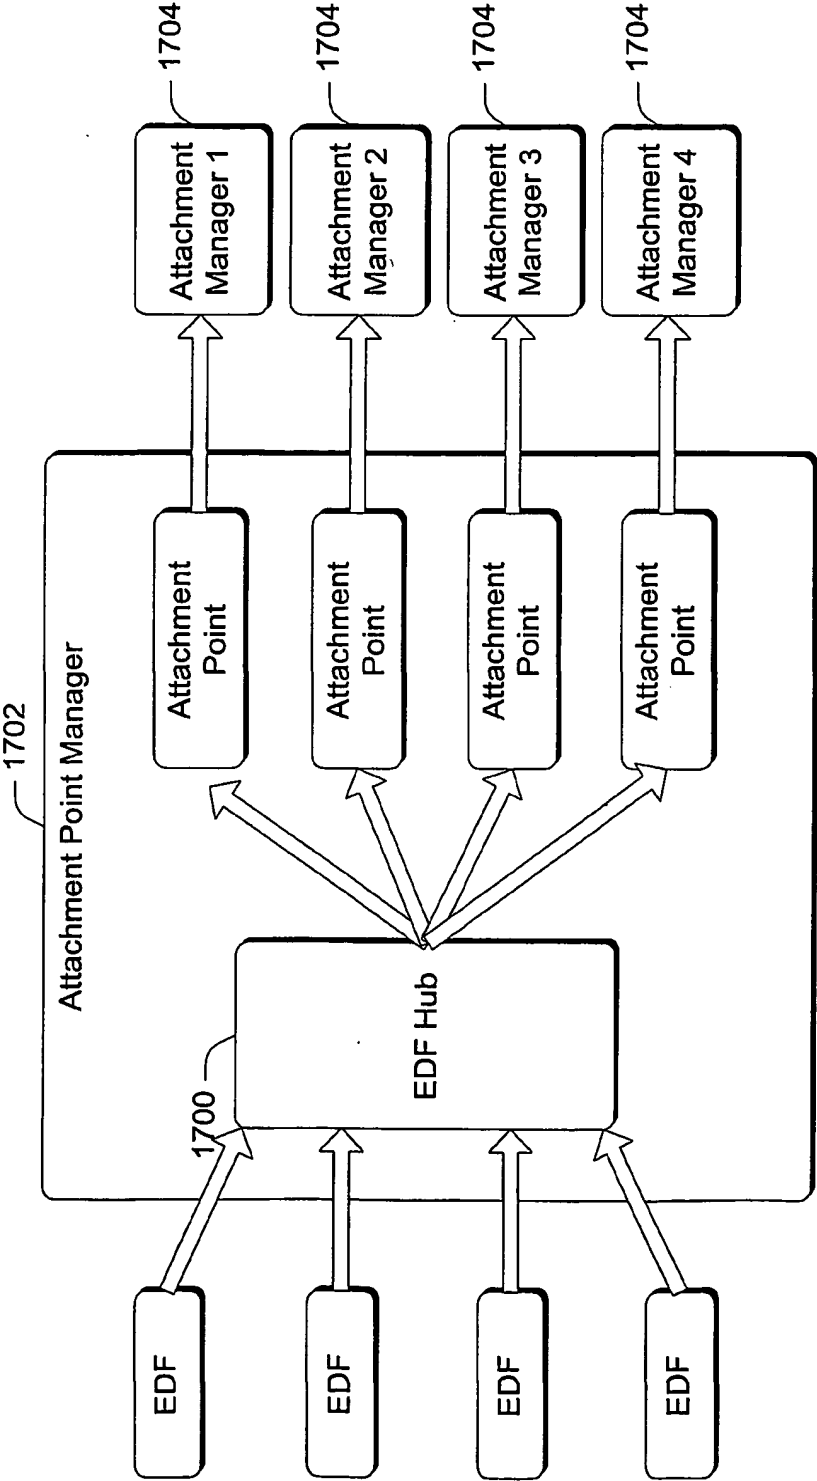 1702
Attachment Point Manager
EDF
EDF
EDF
EDF
1700
EDF Hub
Attachment
Point
Attachment
Point
Attachment
Point
Attachment
Point
Attachment
Manager 1
1704
Attachment
Manager 2
1704
Attachment
Manager 3
1704
Attachment
Manager 4
1704